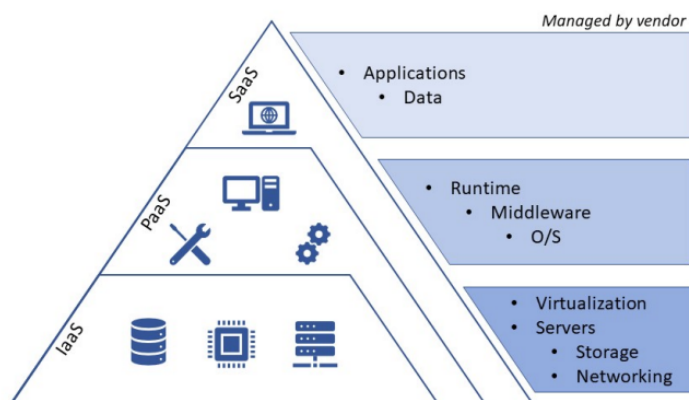 Managed by vendor
SaaS
• Applications
• Data
PaaS
• Runtime
• Middleware
• O/S
IaaS
• Virtualization
• Servers
• Storage
• Networking